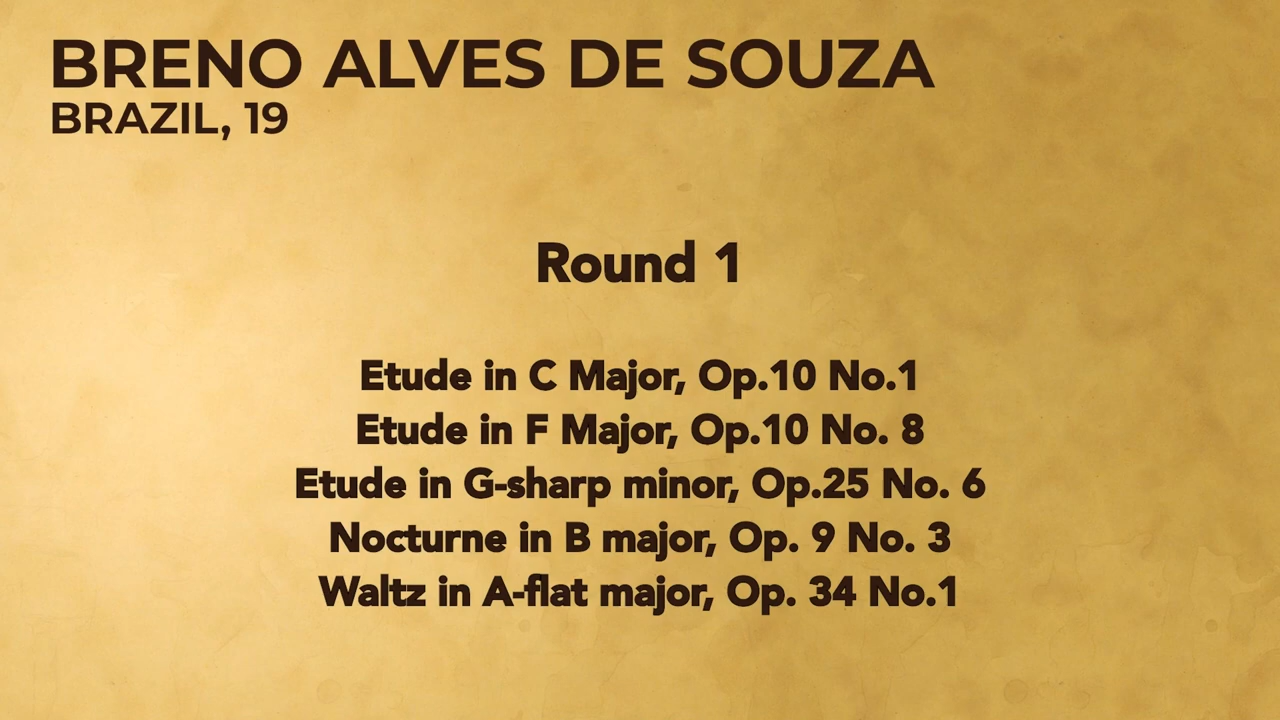 BRENO ALVES DE SOUZA
BRAZIL, 19
Round 1
Etude in C Major, Op.10 No.1
Etude in F Major, Op.10 No. 8
Etude in G-sharp minor, Op.25 No. 6
Nocturne in B major, Op. 9 No. 3
Waltz in A-flat major, Op. 34 No.1